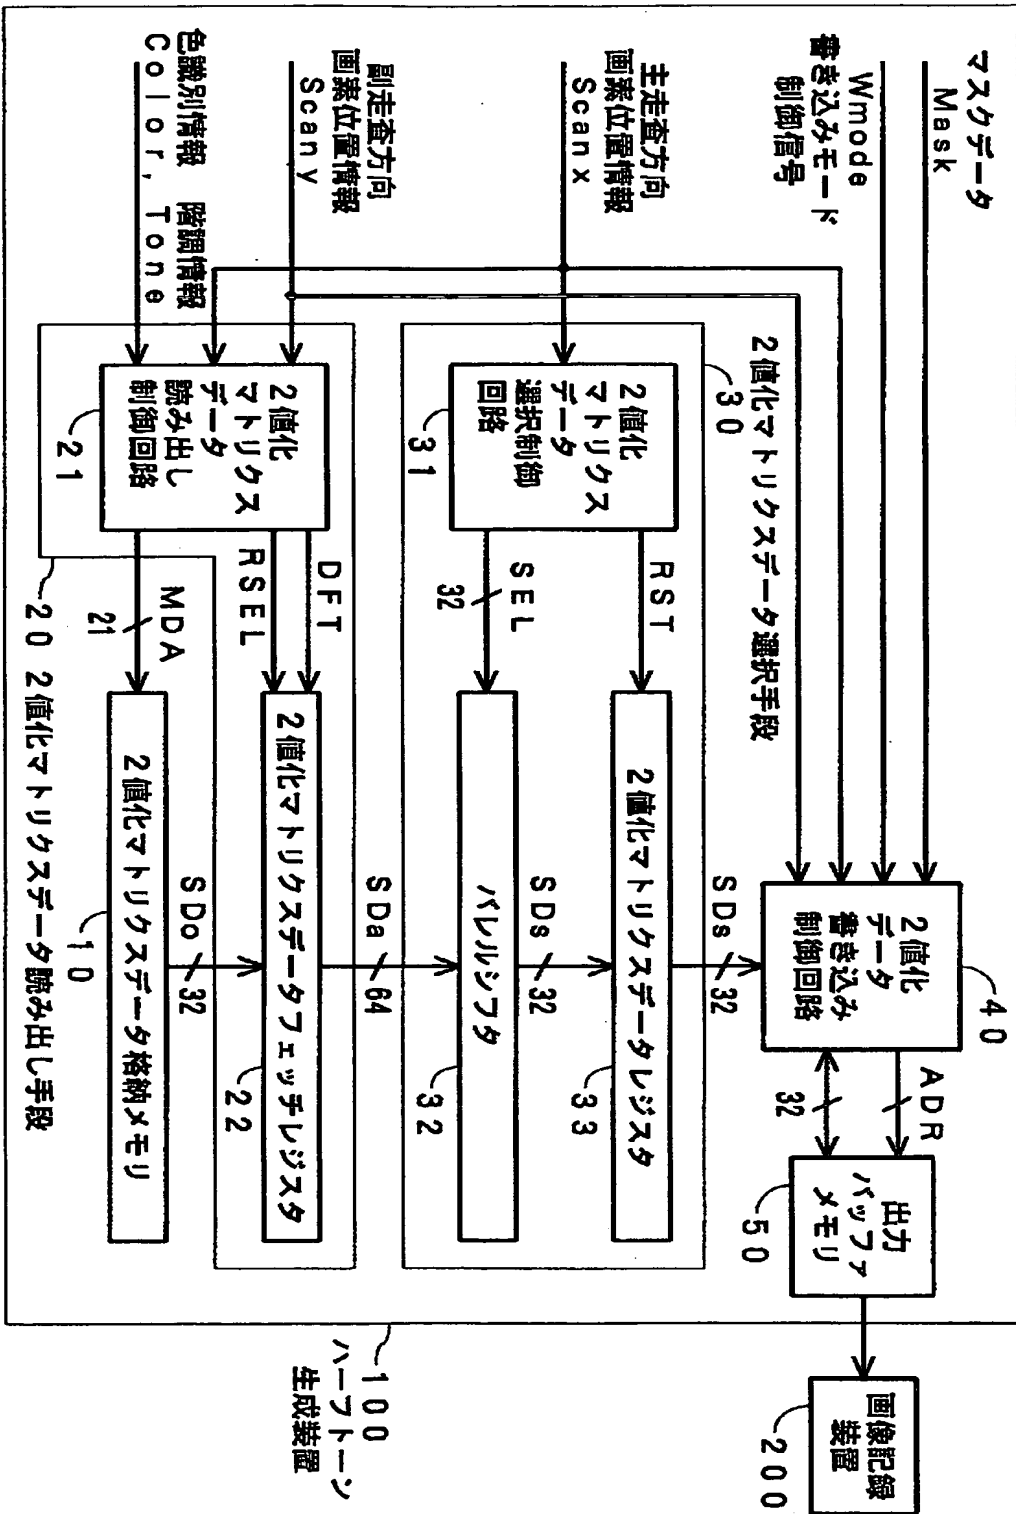 マスクデータ
Mask
Wmode
書き込みモード
制御信号
主走査方向
画素位置情報
Scanx
副走査方向
画素位置情報
Scany
色識別情報 階調情報
Color, Tone
2値化マトリクスデータ選択手段
30
2値化
マトリクス
データ
選択制御
回路
31
RST
SEL
32
2値化マトリクスデータレジスタ
33
SDs
32
バレルシフタ
32
SDs
32
2値化
マトリクス
データ
読み出し
制御回路
21
DFT
RSEL
MDA
21
2値化マトリクスデータフェッチレジスタ
22
SDa
64
2値化マトリクスデータ格納メモリ
10
SDo
32
20 2値化マトリクスデータ読み出し手段
2値化
データ
書き込み
制御回路
40
ADR
32
出力
バッファ
メモリ
50
画像記録
装置
200
100
ハーフトーン
生成装置